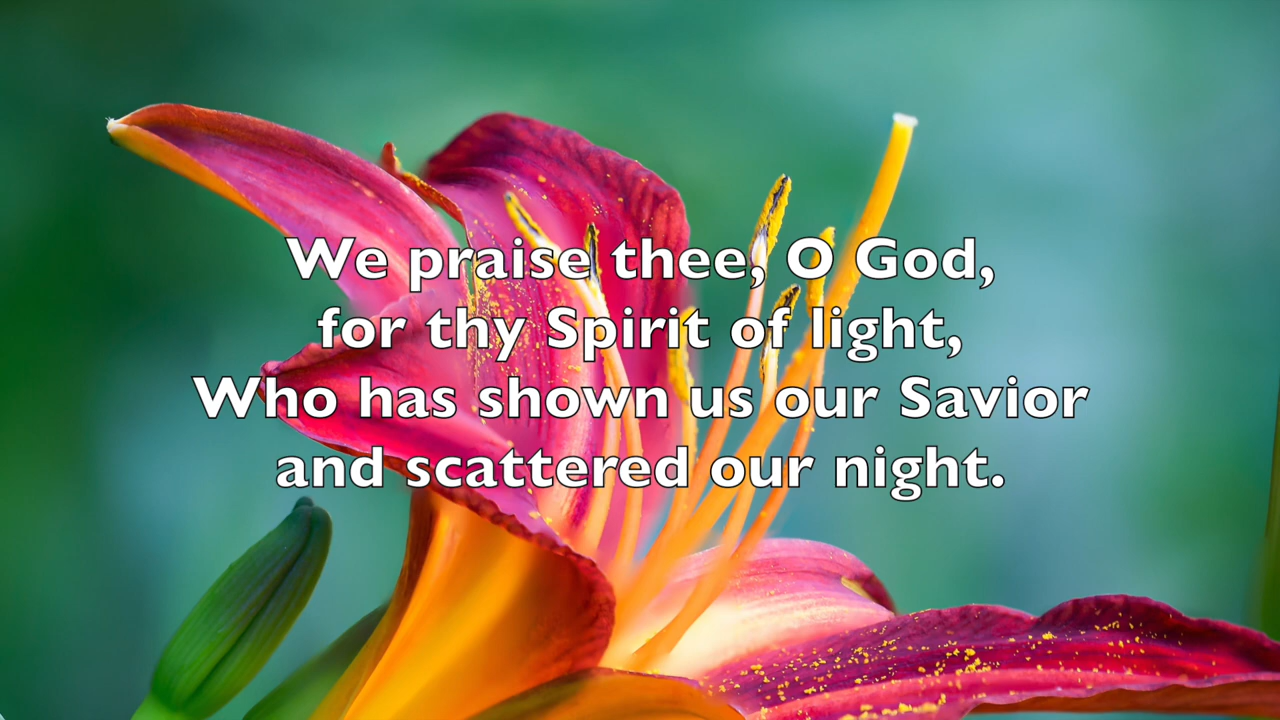 We praise thee, O God,
for thy Spirit of light,
Who has shown us our Savior
and scattered our night.